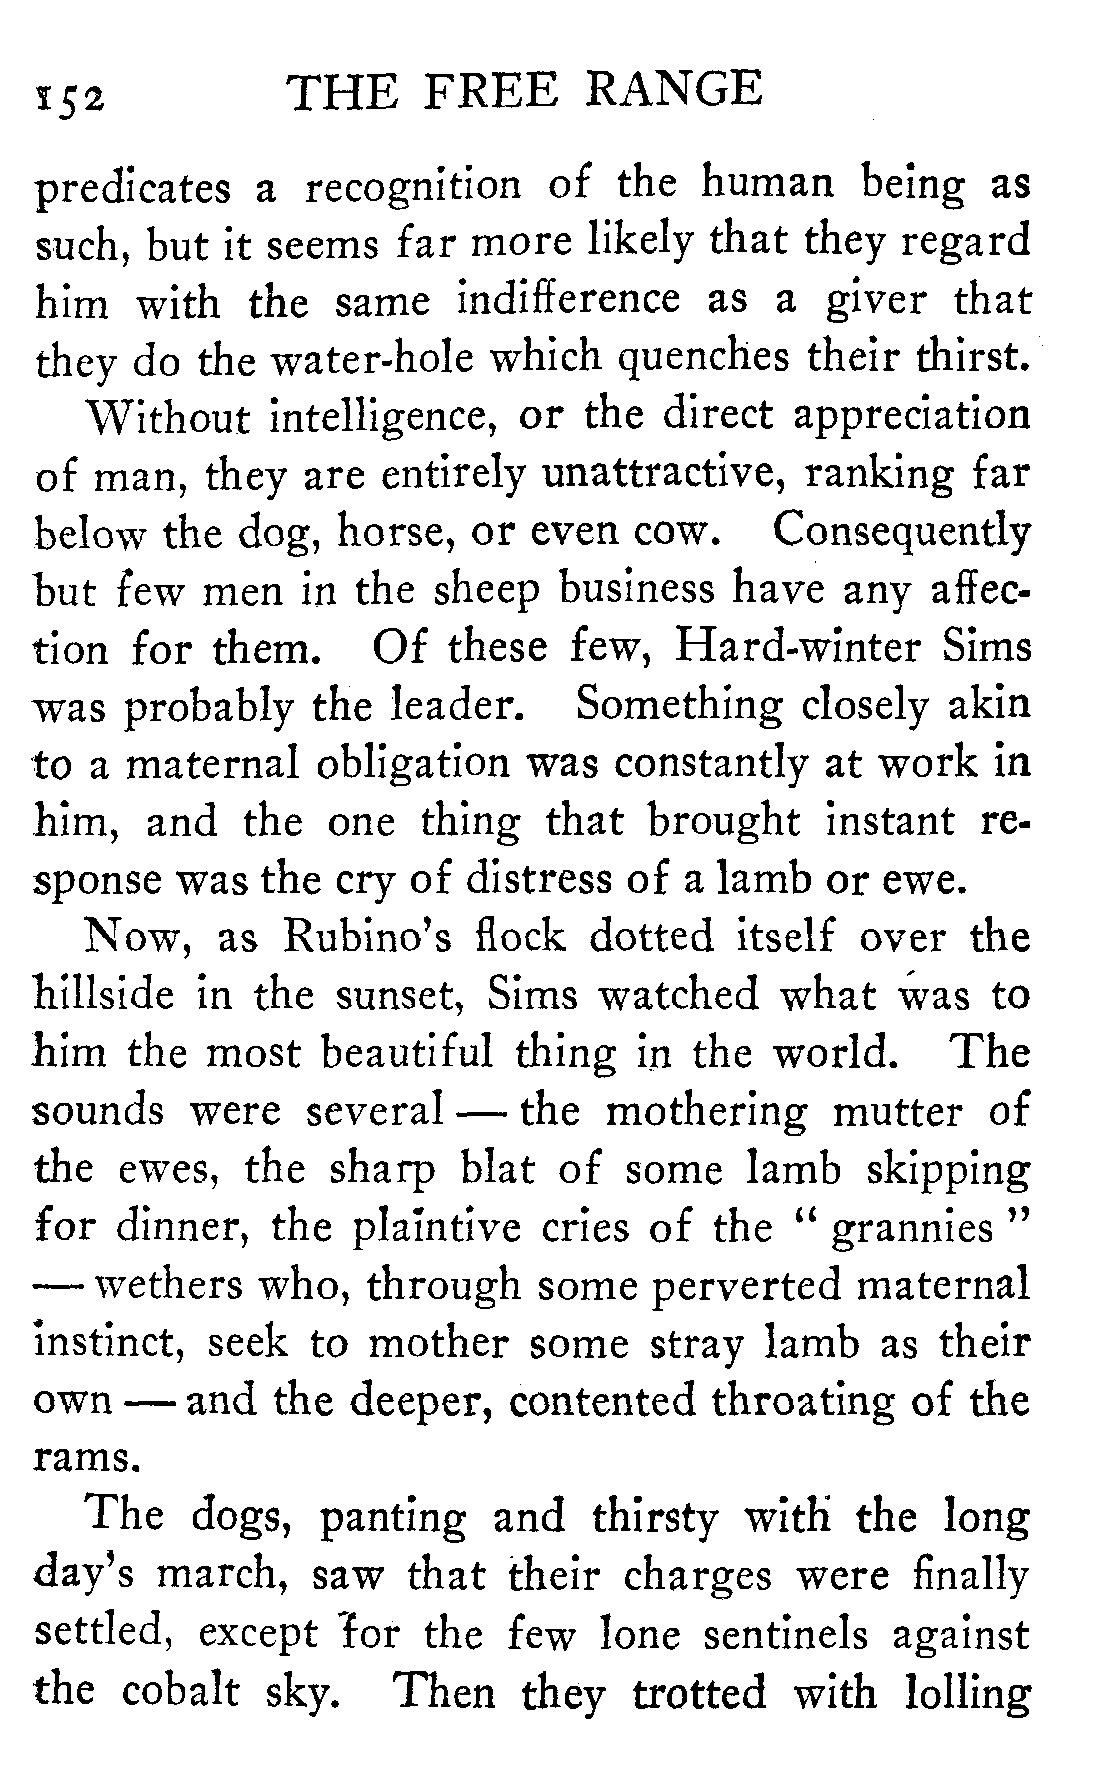 152 THE FREE RANGE
predicates a recognition of the human being as
such, but it seems far more likely that they regard
him with the same indifference as a giver that
they do the water-hole which quenches their thirst.
Without intelligence, or the direct appreciation
of man, they are entirely unattractive, ranking far
below the dog, horse, or even cow. Consequently
but few men in the sheep business have any affec-
tion for them. Of these few, Hard-winter Sims
was probably the leader. Something closely akin
to a maternal obligation was constantly at work in
him, and the one thing that brought instant re-
sponse was the cry of distress of a lamb or ewe.
Now, as Rubino's flock dotted itself over the
hillside in the sunset, Sims watched what was to
him the most beautiful thing in the world. The
sounds were several — the mothering mutter of
the ewes, the sharp blat of some lamb skipping
for dinner, the plaintive cries of the " grannies "
— wethers who, through some perverted maternal
instinct, seek to mother some stray lamb as their
own — and the deeper, contented throating of the
rams.
The dogs, panting and thirsty with the long
day's march, saw that their charges were finally
settled, except for the few lone sentinels against
the cobalt sky. Then they trotted with lolling